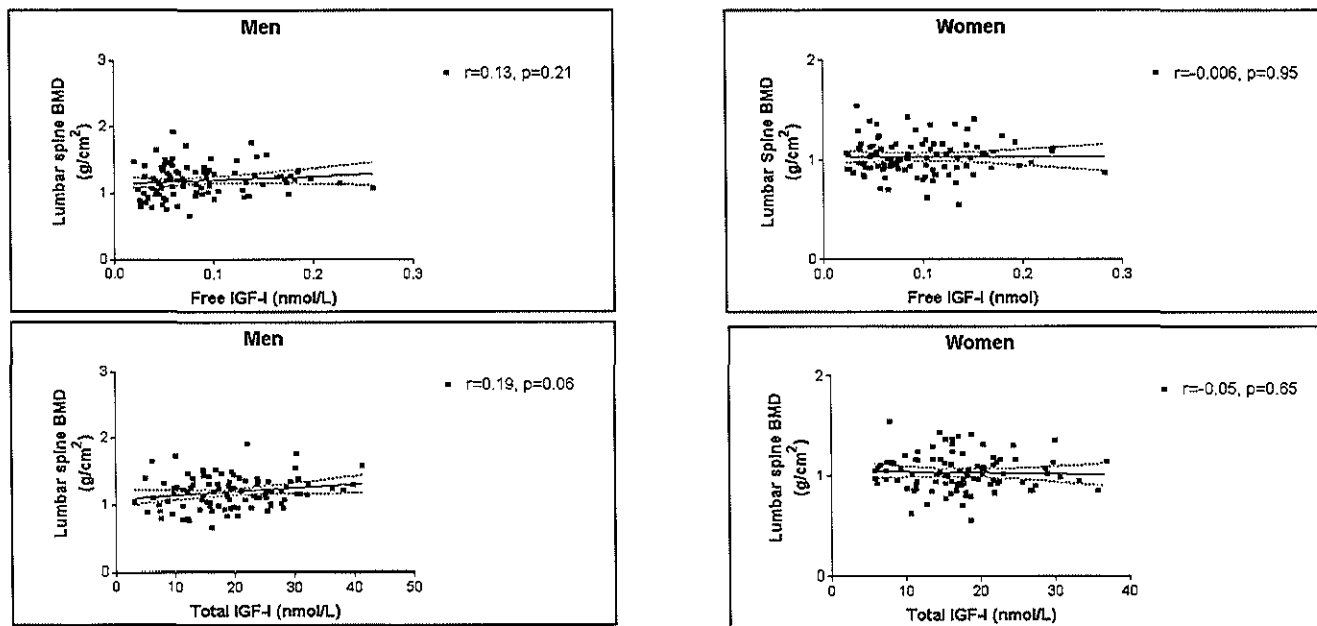 Men
3
2
1
0
Lumbar spine BMD
(g/cm²)
r=0.13, p=0.21
0.0 0.1 0.2 0.3
Free IGF-I (nmol/L)
Women
2
1
0
Lumbar Spine BMD
(g/cm²)
r=-0.006, p=0.95
0.0 0.1 0.2 0.3
Free IGF-I (nmol)
Men
3
2
1
0
Lumbar spine BMD
(g/cm²)
r=0.19, p=0.06
0 10 20 30 40 50
Total IGF-I (nmol/L)
Women
2
1
0
Lumbar spine BMD
(g/cm²)
r=-0.05, p=0.65
0 10 20 30 40
Total IGF-I (nmol/L)